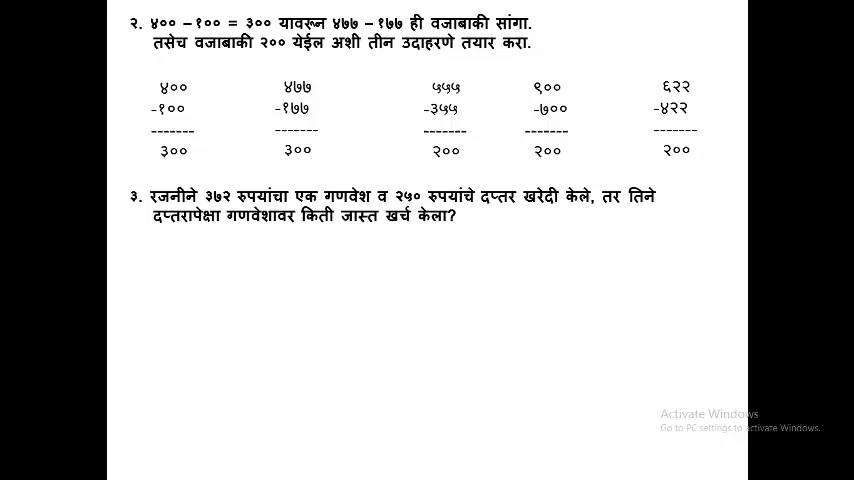 २. ४०० – १०० = ३०० यावरून ४७७ – १७७ ही वजाबाकी सांगा.
तसेच वजाबाकी २०० येईल अशी तीन उदाहरणे तयार करा.
४०० ४७७ ५५५ ९०० ६२२
-१०० -१७७ -३५५ -७०० -४२२
------- ------- ------- ------- -------
३०० ३०० २०० २०० २००
३. रजनीने ३७२ रुपयांचा एक गणवेश व २५० रुपयांचे दप्तर खरेदी केले, तर तिने
दप्तरापेक्षा गणवेशावर किती जास्त खर्च केला?
Activate Windows
Go to PC settings to activate Windows.